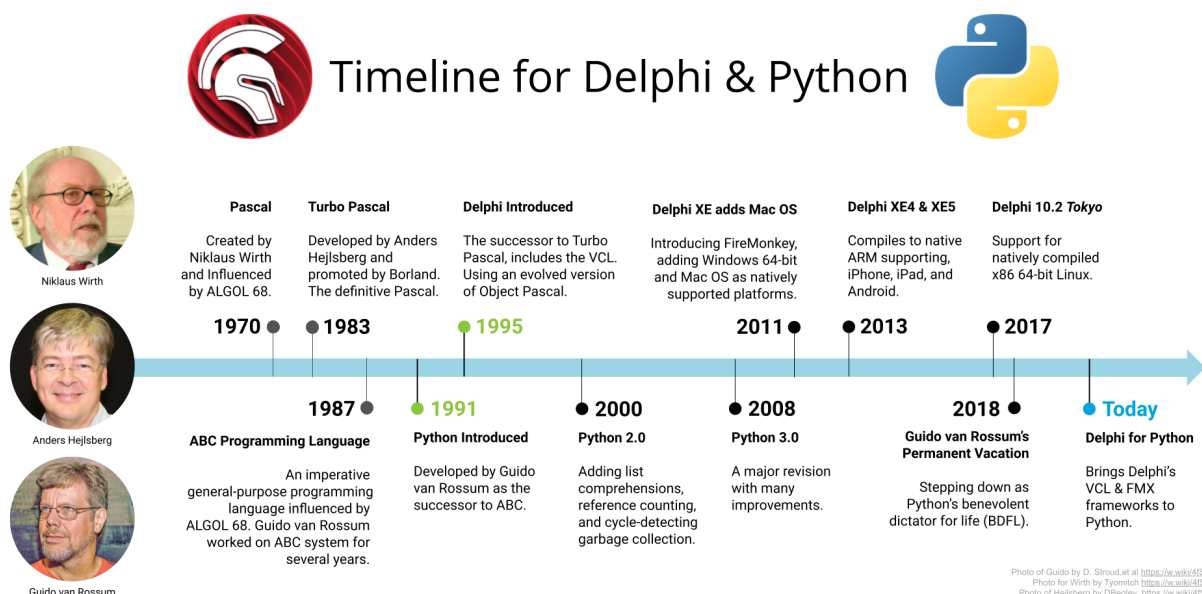 Timeline for Delphi & Python
Niklaus Wirth
Anders Hejlsberg
Guido van Rossum
Pascal
Created by
Niklaus Wirth
and Influenced
by ALGOL 68.
1970
Turbo Pascal
Developed by Anders
Hejlsberg and
promoted by Borland.
The definitive Pascal.
1983
Delphi Introduced
The successor to Turbo
Pascal, includes the VCL.
Using an evolved version
of Object Pascal.
1995
Delphi XE adds Mac OS
Introducing FireMonkey,
adding Windows 64-bit
and Mac OS as natively
supported platforms.
2011
Delphi XE4 & XE5
Compiles to native
ARM supporting,
iPhone, iPad, and
Android.
2013
Delphi 10.2 Tokyo
Support for
natively compiled
x86 64-bit Linux.
2017
1987
ABC Programming Language
An imperative
general-purpose programming
language influenced by
ALGOL 68. Guido van Rossum
worked on ABC system for
several years.
1991
Python Introduced
Developed by Guido
van Rossum as the
successor to ABC.
2000
Python 2.0
Adding list
comprehensions,
reference counting,
and cycle-detecting
garbage collection.
2008
Python 3.0
A major revision
with many
improvements.
2018
Guido van Rossum's
Permanent Vacation
Stepping down as
Python's benevolent
dictator for life (BDFL).
Today
Delphi for Python
Brings Delphi's
VCL & FMX
frameworks to
Python.
Photo of Guido by D. Stroud,et al
Photo for Wirth by Tyomitch
Photo of Hejlsberg by